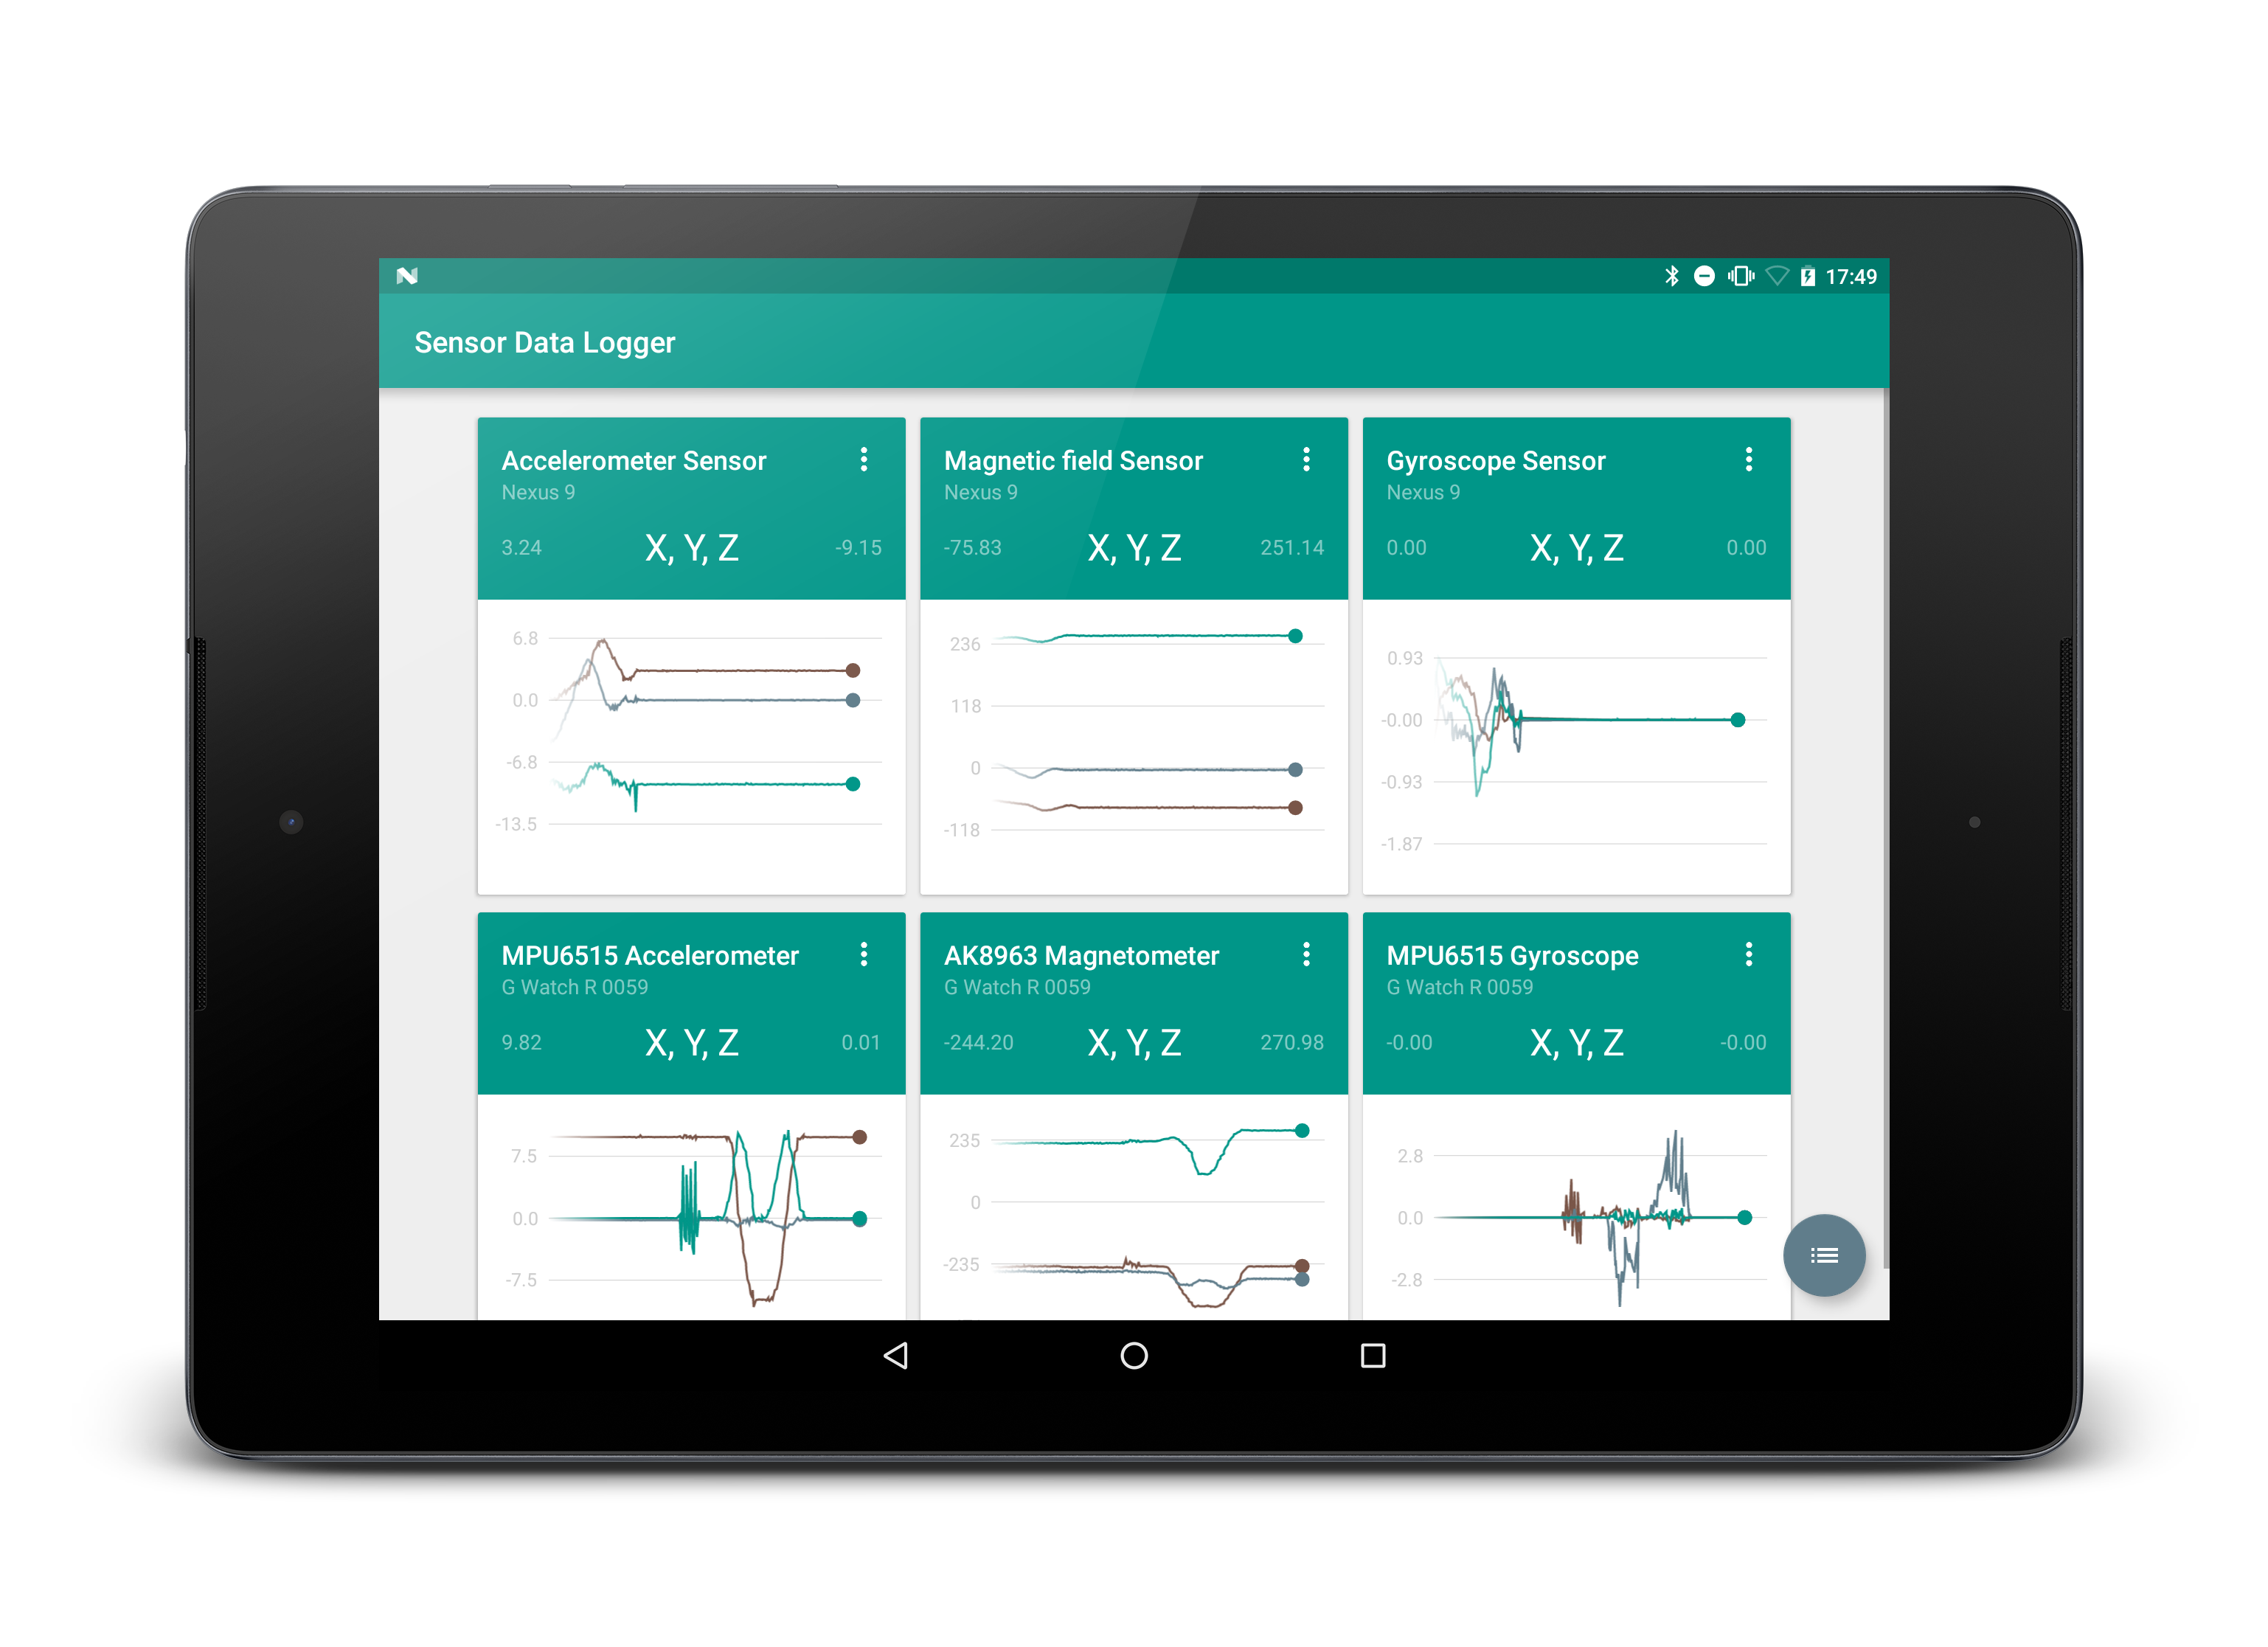 17:49
Sensor Data Logger
Accelerometer Sensor
Nexus 9
3.24 X, Y, Z -9.15
6.8
0.0
-6.8
-13.5
Magnetic field Sensor
Nexus 9
-75.83 X, Y, Z 251.14
236
118
0
-118
Gyroscope Sensor
Nexus 9
0.00 X, Y, Z 0.00
0.93
-0.00
-0.93
-1.87
MPU6515 Accelerometer
G Watch R 0059
9.82 X, Y, Z 0.01
7.5
0.0
-7.5
AK8963 Magnetometer
G Watch R 0059
-244.20 X, Y, Z 270.98
235
0
-235
MPU6515 Gyroscope
G Watch R 0059
-0.00 X, Y, Z -0.00
2.8
0.0
-2.8